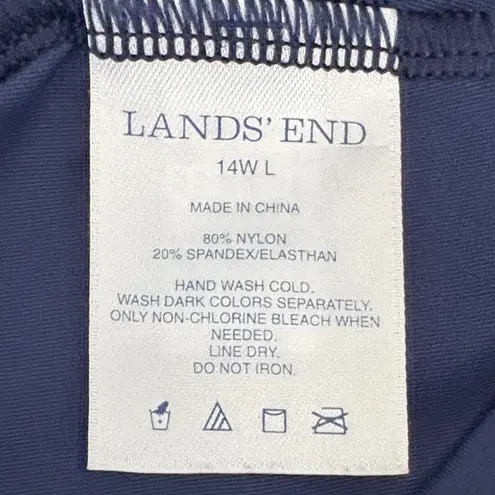 LANDS' END
14W L
MADE IN CHINA
80% NYLON
20% SPANDEX/ELASTHAN
HAND WASH COLD.
WASH DARK COLORS SEPARATELY.
ONLY NON-CHLORINE BLEACH WHEN
NEEDED.
LINE DRY.
DO NOT IRON.